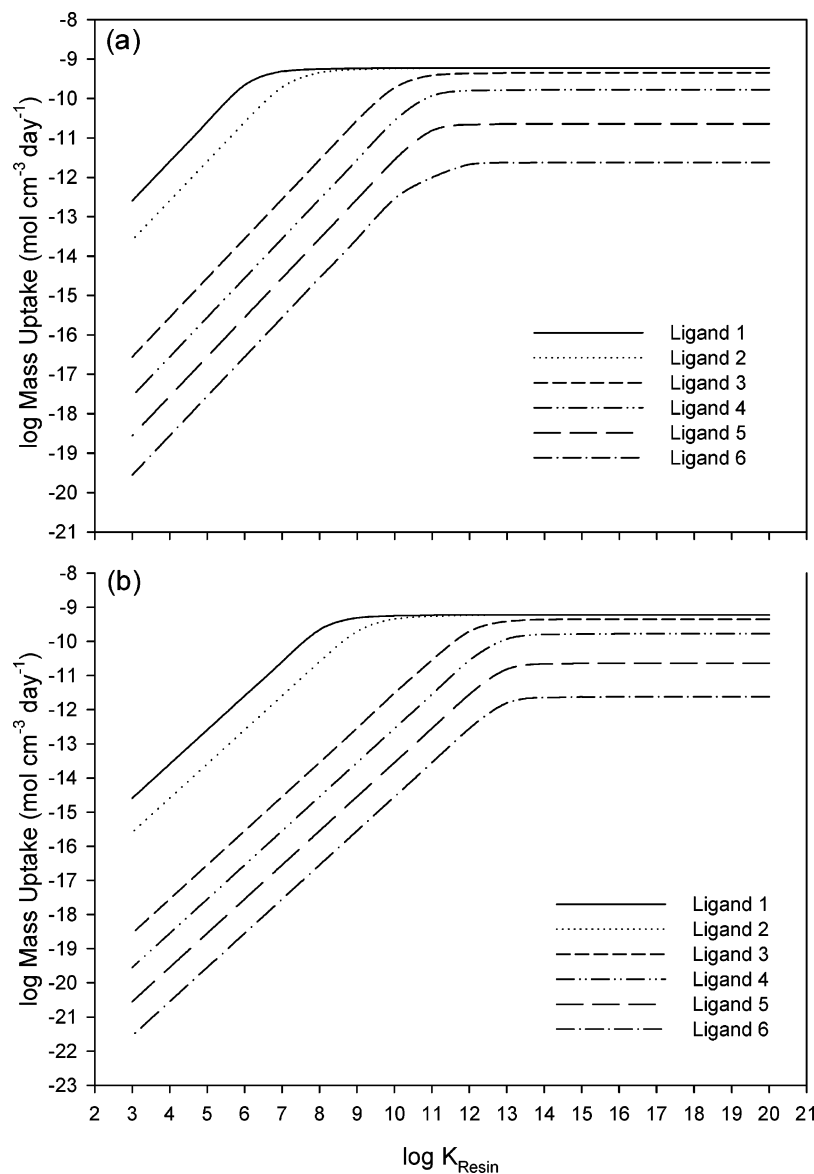 (a)
log Mass Uptake (mol cm⁻³ day⁻¹)
-8
-9
-10
-11
-12
-13
-14
-15
-16
-17
-18
-19
-20
-21
Ligand 1
Ligand 2
Ligand 3
Ligand 4
Ligand 5
Ligand 6
(b)
log Mass Uptake (mol cm⁻³ day⁻¹)
-8
-9
-10
-11
-12
-13
-14
-15
-16
-17
-18
-19
-20
-21
-22
-23
Ligand 1
Ligand 2
Ligand 3
Ligand 4
Ligand 5
Ligand 6
2 3 4 5 6 7 8 9 10 11 12 13 14 15 16 17 18 19 20 21
log K_Resin